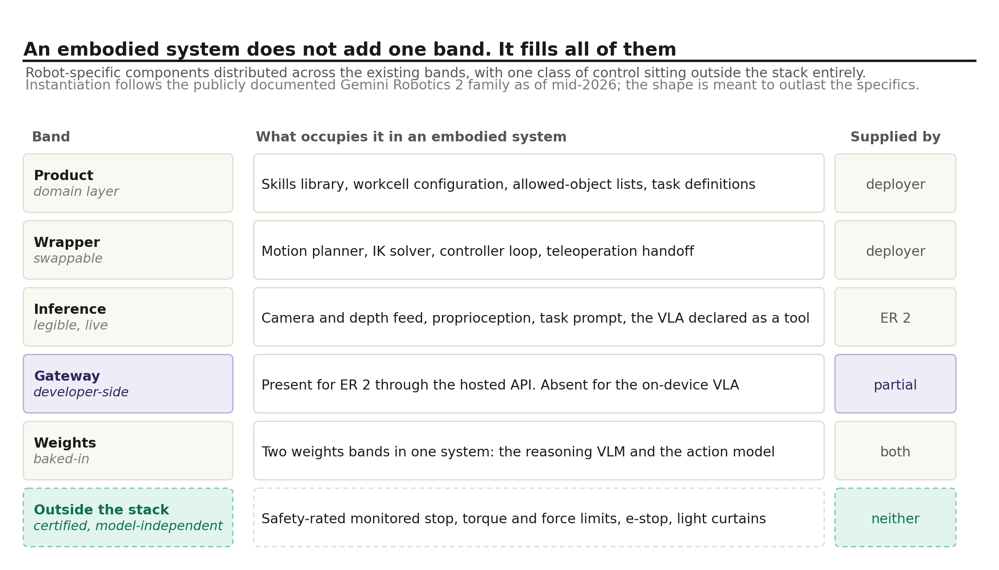 An embodied system does not add one band. It fills all of them
Robot-specific components distributed across the existing bands, with one class of control sitting outside the stack entirely.
Instantiation follows the publicly documented Gemini Robotics 2 family as of mid-2026; the shape is meant to outlast the specifics.
Band
What occupies it in an embodied system
Supplied by
Product
domain layer
Skills library, workcell configuration, allowed-object lists, task definitions
deployer
Wrapper
swappable
Motion planner, IK solver, controller loop, teleoperation handoff
deployer
Inference
legible, live
Camera and depth feed, proprioception, task prompt, the VLA declared as a tool
ER 2
Gateway
developer-side
Present for ER 2 through the hosted API. Absent for the on-device VLA
partial
Weights
baked-in
Two weights bands in one system: the reasoning VLM and the action model
both
Outside the stack
certified, model-independent
Safety-rated monitored stop, torque and force limits, e-stop, light curtains
neither